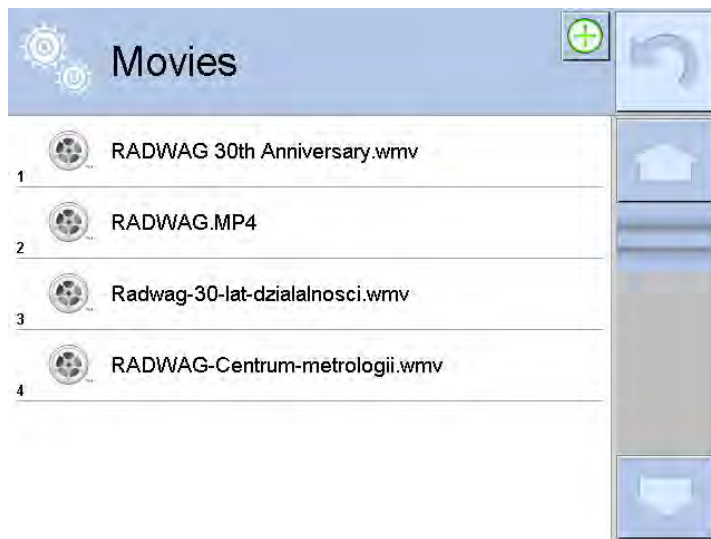 Movies
RADWAG 30th Anniversary.wmv
1
RADWAG.MP4
2
Radwag-30-lat-dzialalnosci.wmv
3
RADWAG-Centrum-metrologii.wmv
4